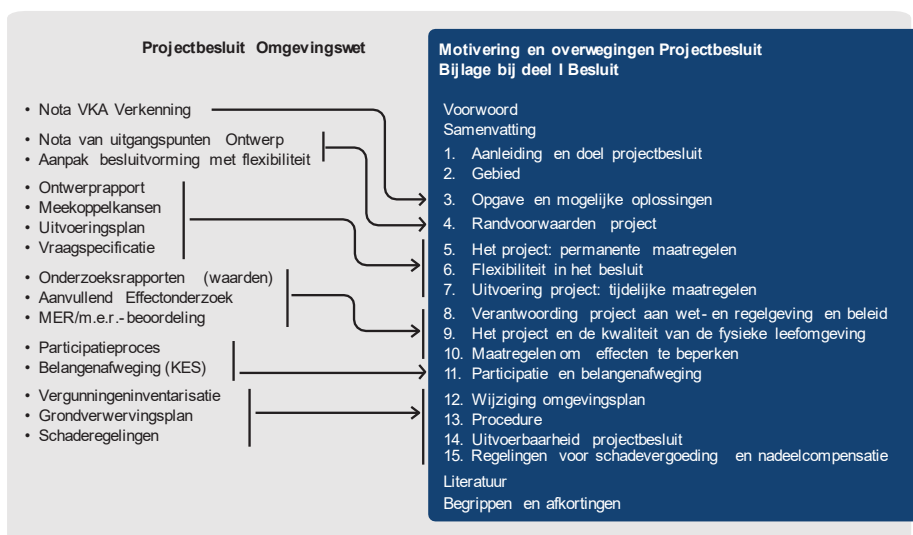 Projectbesluit Omgevingswet
• Nota VKA Verkenning
• Nota van uitgangspunten Ontwerp
• Aanpak besluitvorming met flexibiliteit
• Ontwerprapport
• Meekoppelkansen
• Uitvoeringsplan
• Vraagspecificatie
• Onderzoeksrapporten (waarden)
• Aanvullend Effectonderzoek
• MER/m.e.r.-beoordeling
• Participatieproces
• Belangenafweging (KES)
• Vergunningeninventarisatie
• Grondverwervingsplan
• Schaderegelingen
Motivering en overwegingen Projectbesluit
Bijlage bij deel I Besluit
Voorwoord
Samenvatting
1. Aanleiding en doel projectbesluit
2. Gebied
3. Opgave en mogelijke oplossingen
4. Randvoorwaarden project
5. Het project: permanente maatregelen
6. Flexibiliteit in het besluit
7. Uitvoering project: tijdelijke maatregelen
8. Verantwoording project aan wet- en regelgeving en beleid
9. Het project en de kwaliteit van de fysieke leefomgeving
10. Maatregelen om effecten te beperken
11. Participatie en belangenafweging
12. Wijziging omgevingsplan
13. Procedure
14. Uitvoerbaarheid projectbesluit
15. Regelingen voor schadevergoeding en nadeelcompensatie
Literatuur
Begrippen en afkortingen